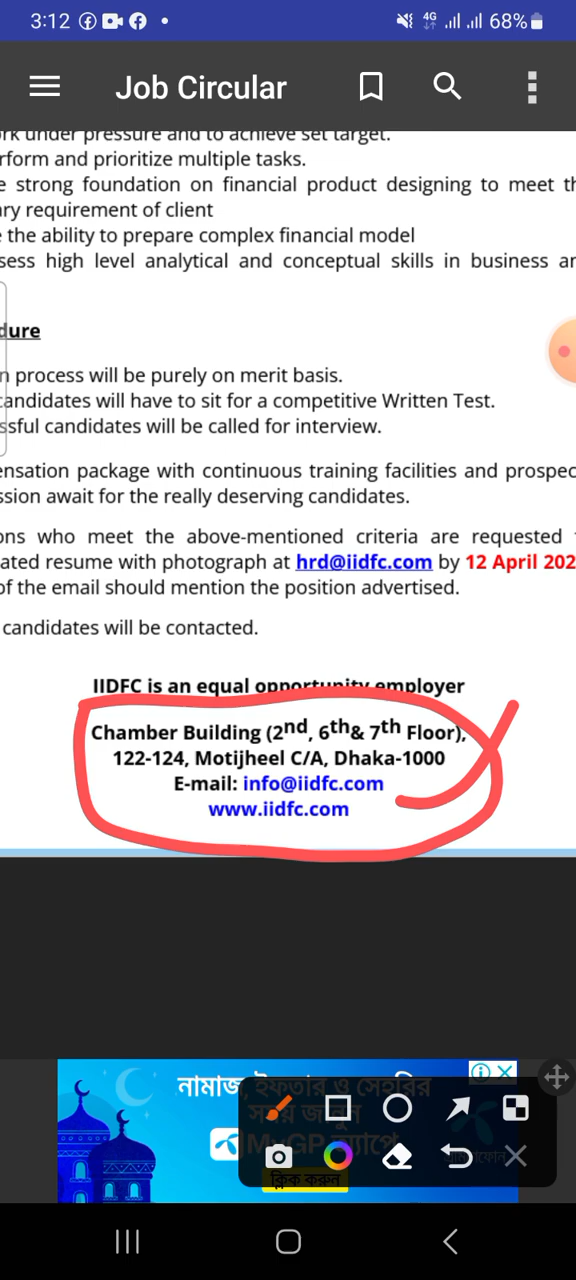 3:12
4G
68%
Job Circular
rk under pressure and to achieve set target.
rform and prioritize multiple tasks.
e strong foundation on financial product designing to meet th
ary requirement of client
e the ability to prepare complex financial model
sess high level analytical and conceptual skills in business an
dure
n process will be purely on merit basis.
candidates will have to sit for a competitive Written Test.
ssful candidates will be called for interview.
ensation package with continuous training facilities and prospec
ssion await for the really deserving candidates.
ons who meet the above-mentioned criteria are requested
ated resume with photograph at hrd@iidfc.com by 12 April 202
of the email should mention the position advertised.
candidates will be contacted.
IIDFC is an equal opportunity employer
Chamber Building (2nd, 6th& 7th Floor),
122-124, Motijheel C/A, Dhaka-1000
E-mail: info@iidfc.com
www.iidfc.com
নামাজ, ইফতার ও সেহরির
সময় জানুন
MyGP অ্যাপে
ক্লিক করুন